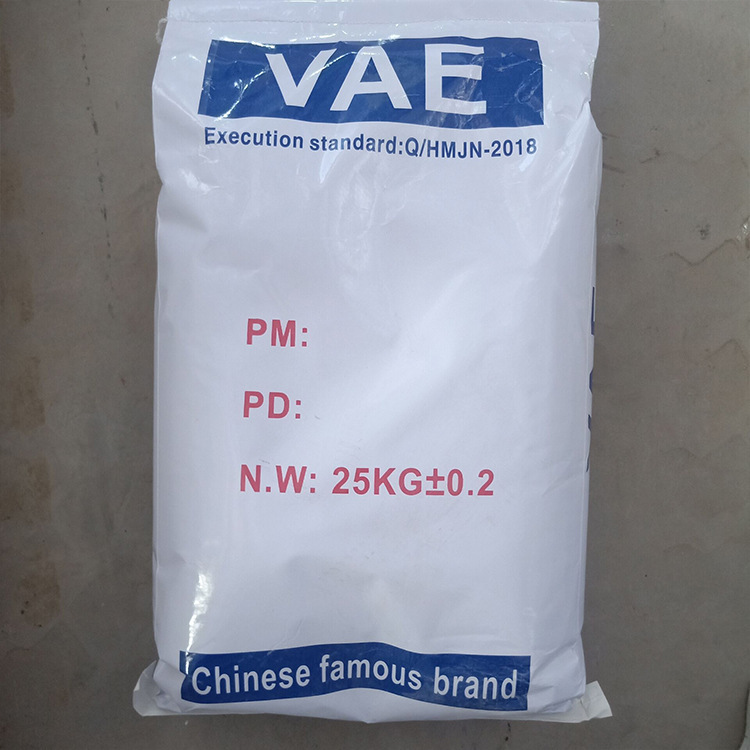 VAE
Execution standard:Q/HMJN-2018
PM:
PD:
N.W: 25KG±0.2
Chinese famous brand